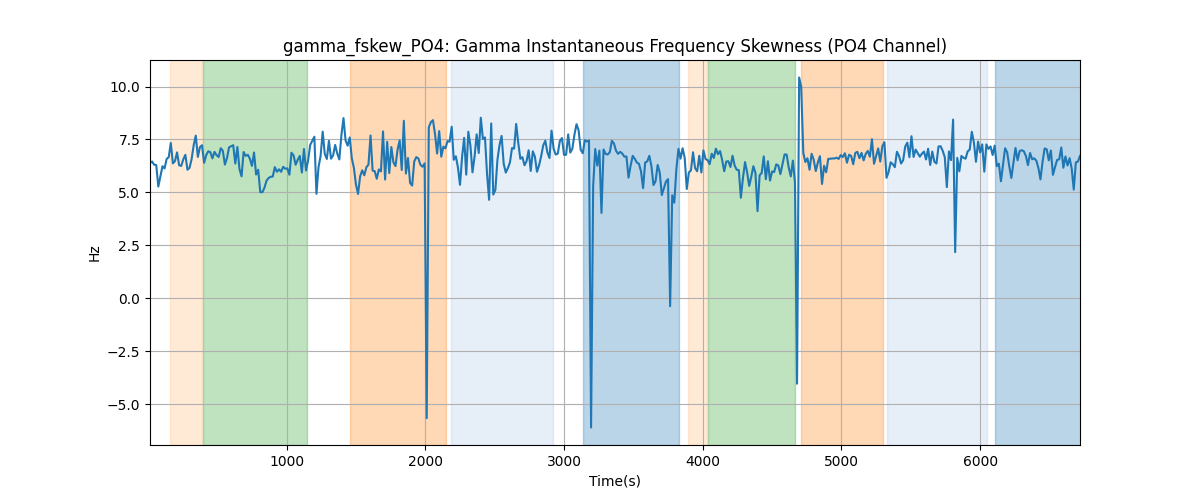 gamma_fskew_PO4: Gamma Instantaneous Frequency Skewness (PO4 Channel)
10.0
7.5
5.0
2.5
0.0
−2.5
−5.0
Hz
1000 2000 3000 4000 5000 6000
Time(s)